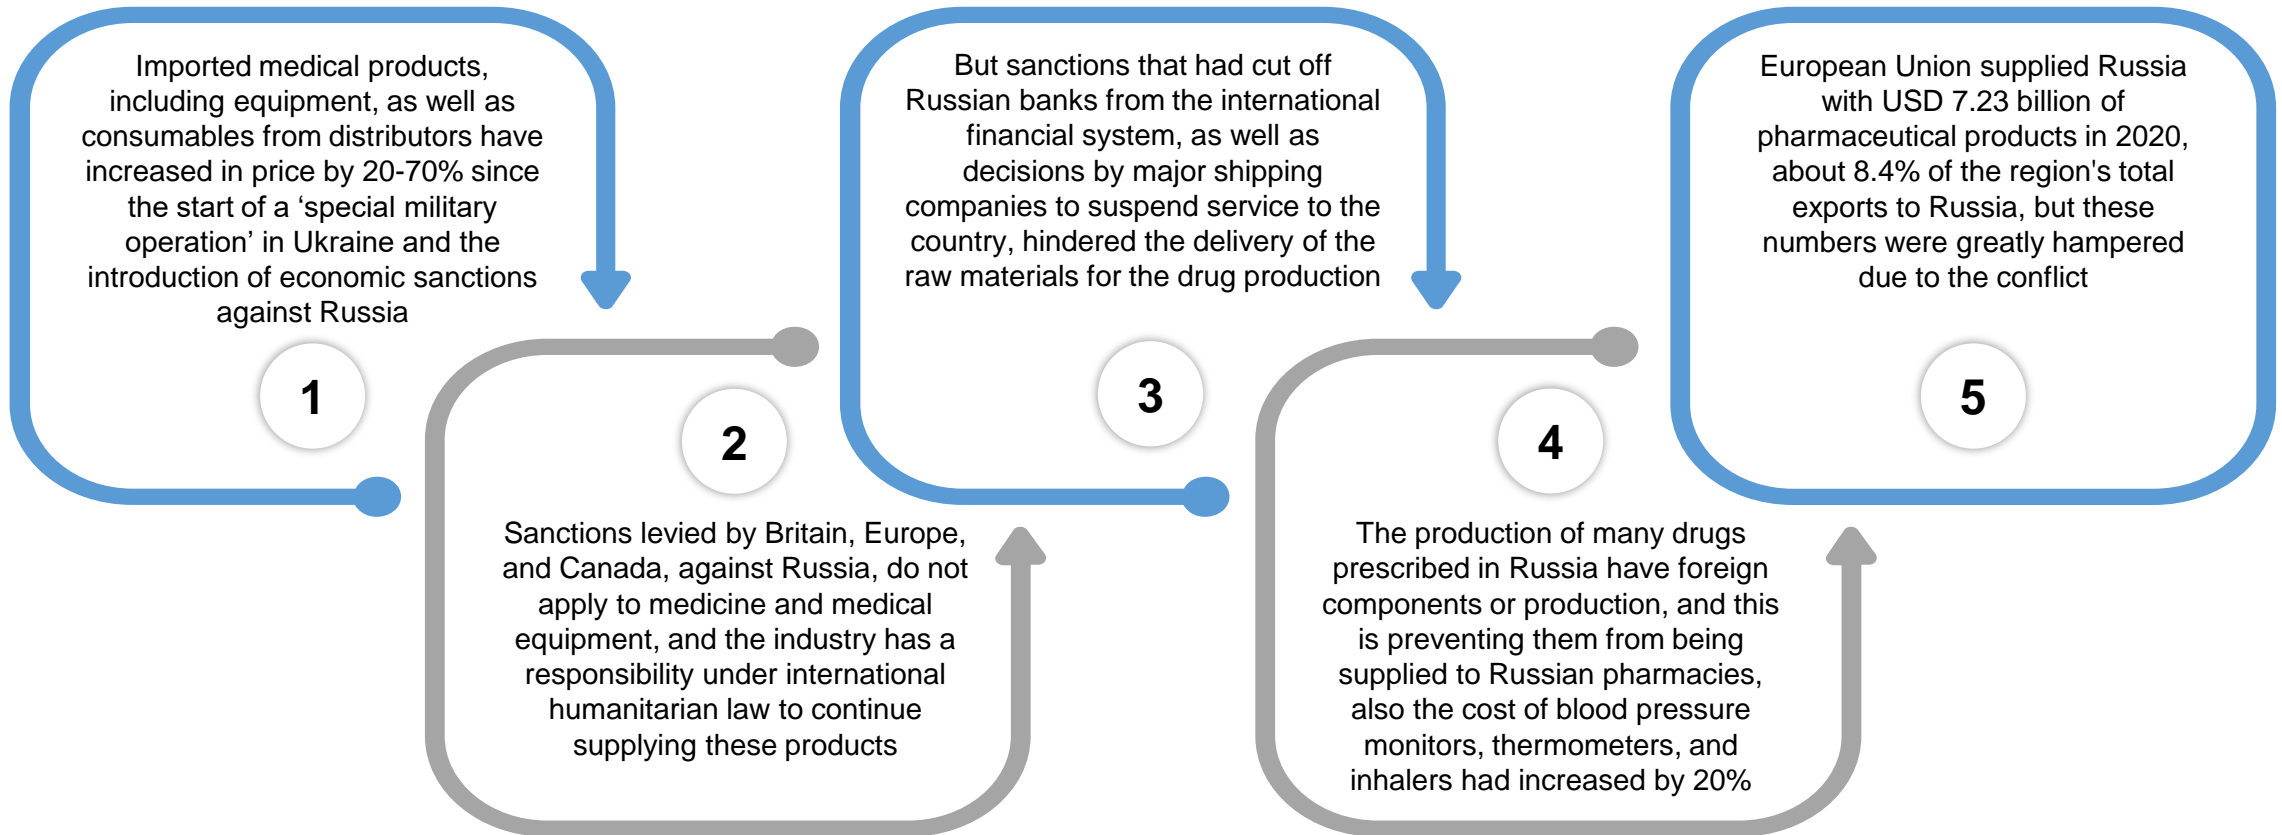 Imported medical products,
including equipment, as well as
consumables from distributors have
increased in price by 20-70% since
the start of a ‘special military
operation’ in Ukraine and the
introduction of economic sanctions
against Russia
1
2
Sanctions levied by Britain, Europe,
and Canada, against Russia, do not
apply to medicine and medical
equipment, and the industry has a
responsibility under international
humanitarian law to continue
supplying these products
But sanctions that had cut off
Russian banks from the international
financial system, as well as
decisions by major shipping
companies to suspend service to the
country, hindered the delivery of the
raw materials for the drug production
3
4
The production of many drugs
prescribed in Russia have foreign
components or production, and this
is preventing them from being
supplied to Russian pharmacies,
also the cost of blood pressure
monitors, thermometers, and
inhalers had increased by 20%
European Union supplied Russia
with USD 7.23 billion of
pharmaceutical products in 2020,
about 8.4% of the region's total
exports to Russia, but these
numbers were greatly hampered
due to the conflict
5